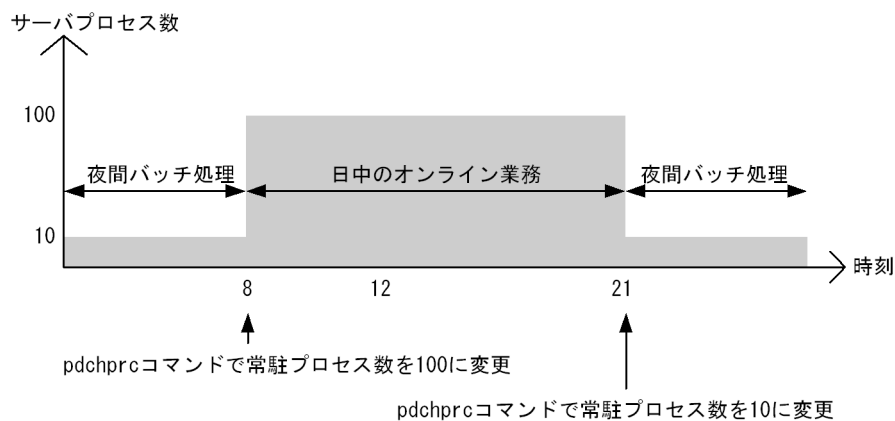 サーバプロセス数
100
夜間バッチ処理
日中のオンライン業務
夜間バッチ処理
10
時刻
8
12
21
pdchprcコマンドで常駐プロセス数を100に変更
pdchprcコマンドで常駐プロセス数を10に変更